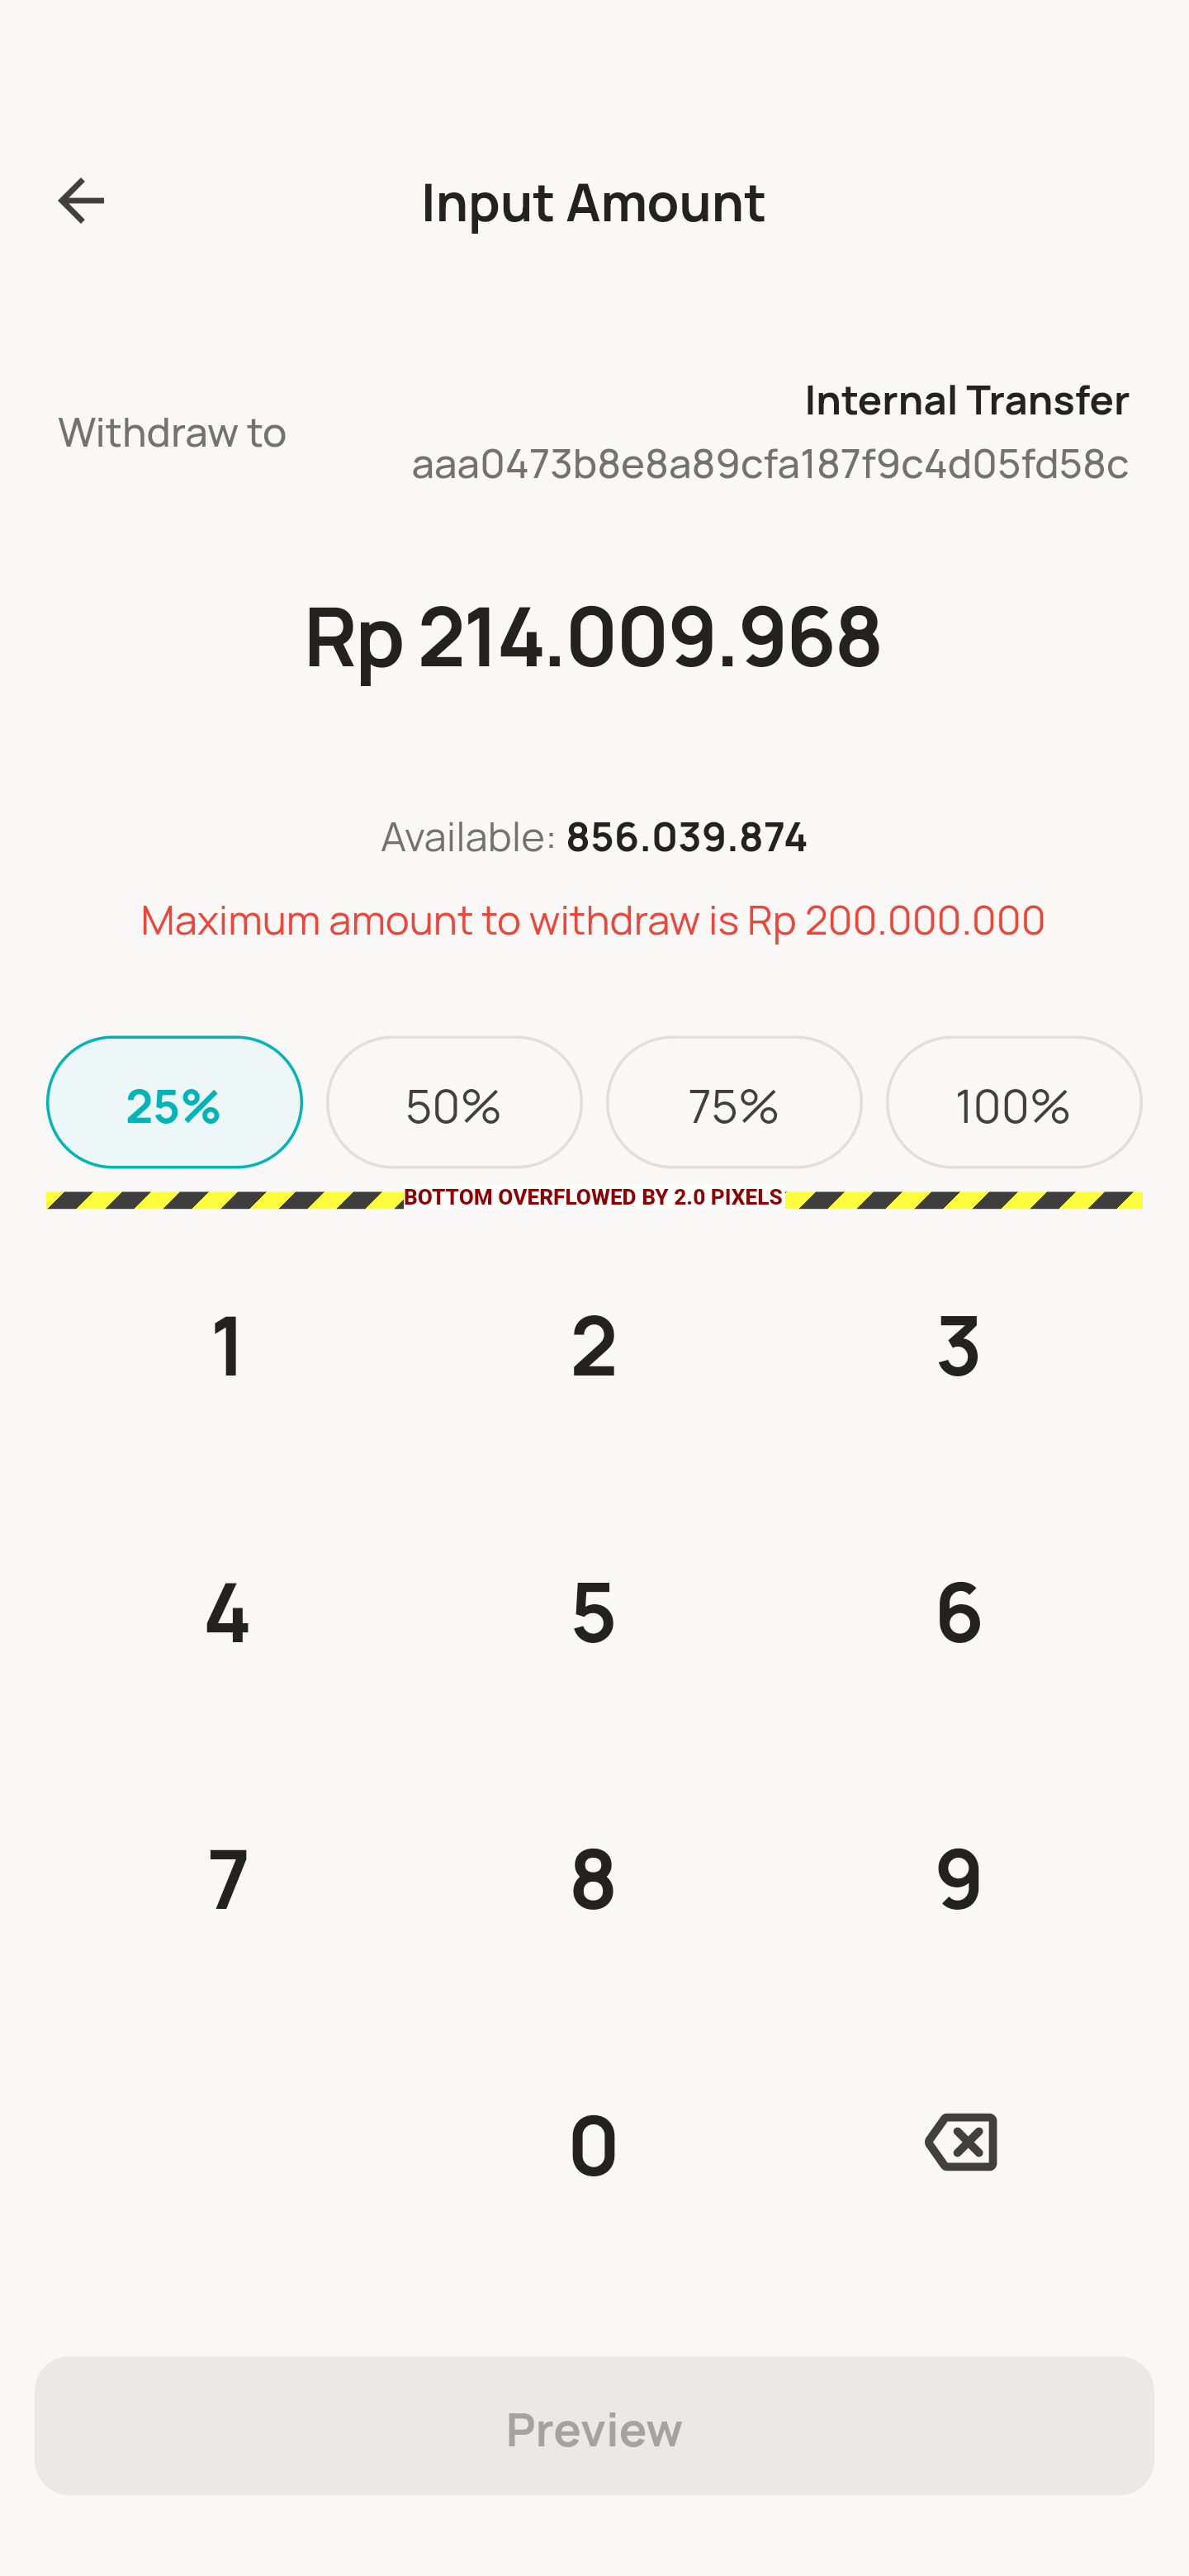 Input Amount
Withdraw to
Internal Transfer
aaa0473b8e8a89cfa187f9c4d05fd58c
Rp 214.009.968
Available: 856.039.874
Maximum amount to withdraw is Rp 200.000.000
25% 50% 75% 100%
BOTTOM OVERFLOWED BY 2.0 PIXELS
1 2 3
4 5 6
7 8 9
0
Preview